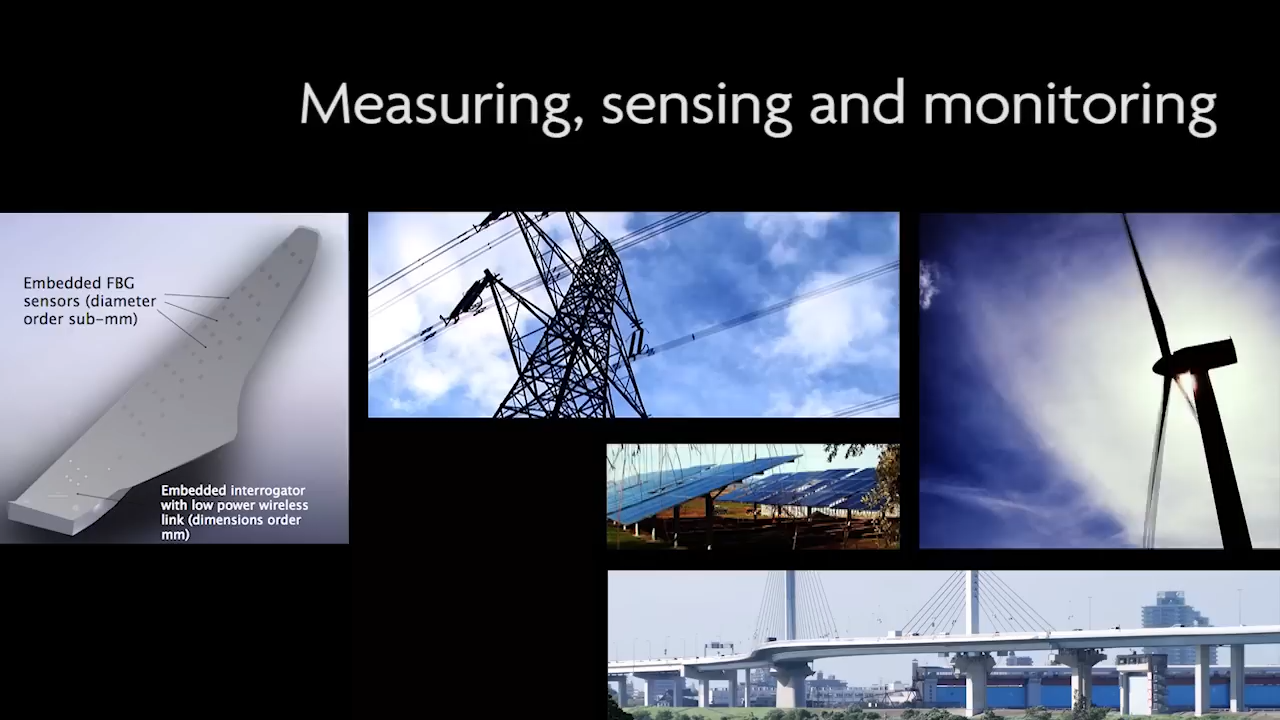 Measuring, sensing and monitoring
Embedded FBG
sensors (diameter
order sub-mm)
Embedded interrogator
with low power wireless
link (dimensions order
mm)